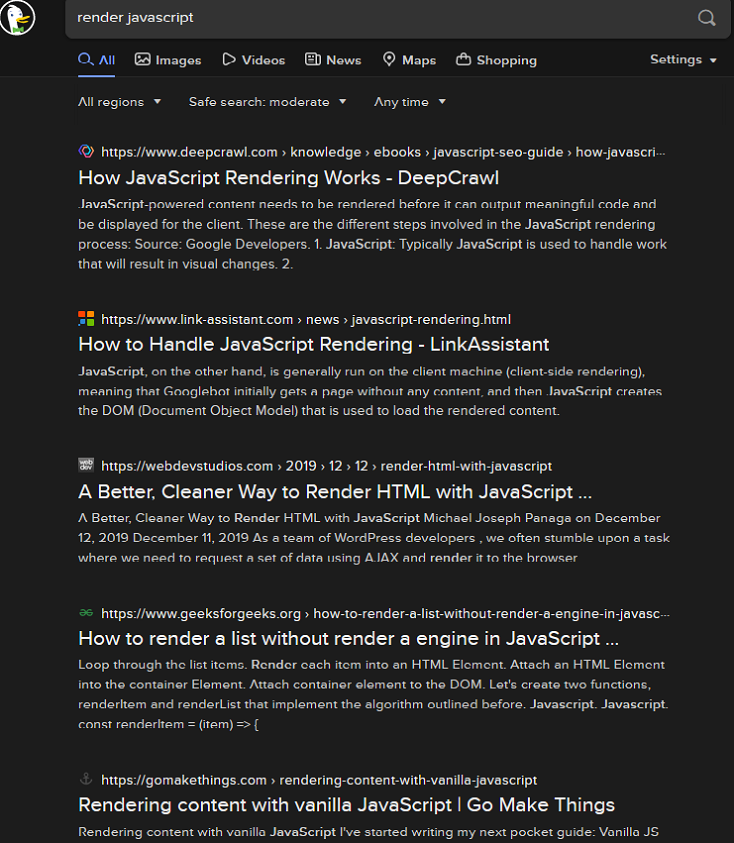 render javascript
All Images Videos News Maps Shopping Settings
All regions Safe search: moderate Any time
https://www.deepcrawl.com › knowledge › ebooks › javascript-seo-guide › how-javascri...
How JavaScript Rendering Works - DeepCrawl
JavaScript-powered content needs to be rendered before it can output meaningful code and
be displayed for the client. These are the different steps involved in the JavaScript rendering
process: Source: Google Developers. 1. JavaScript: Typically JavaScript is used to handle work
that will result in visual changes. 2.
https://www.link-assistant.com › news › javascript-rendering.html
How to Handle JavaScript Rendering - LinkAssistant
JavaScript, on the other hand, is generally run on the client machine (client-side rendering),
meaning that Googlebot initially gets a page without any content, and then JavaScript creates
the DOM (Document Object Model) that is used to load the rendered content.
web dev https://webdevstudios.com › 2019 › 12 › 12 › render-html-with-javascript
A Better, Cleaner Way to Render HTML with JavaScript ...
A Better, Cleaner Way to Render HTML with JavaScript Michael Joseph Panaga on December
12, 2019 December 11, 2019 As a team of WordPress developers , we often stumble upon a task
where we need to request a set of data using AJAX and render it to the browser
https://www.geeksforgeeks.org › how-to-render-a-list-without-render-a-engine-in-javasc...
How to render a list without render a engine in JavaScript ...
Loop through the list items. Render each item into an HTML Element. Attach an HTML Element
into the container Element. Attach container element to the DOM. Let's create two functions,
renderItem and renderList that implement the algorithm outlined before. Javascript. Javascript.
const renderItem = (item) => {
https://gomakethings.com › rendering-content-with-vanilla-javascript
Rendering content with vanilla JavaScript | Go Make Things
Rendering content with vanilla JavaScript I've started writing my next pocket guide: Vanilla JS